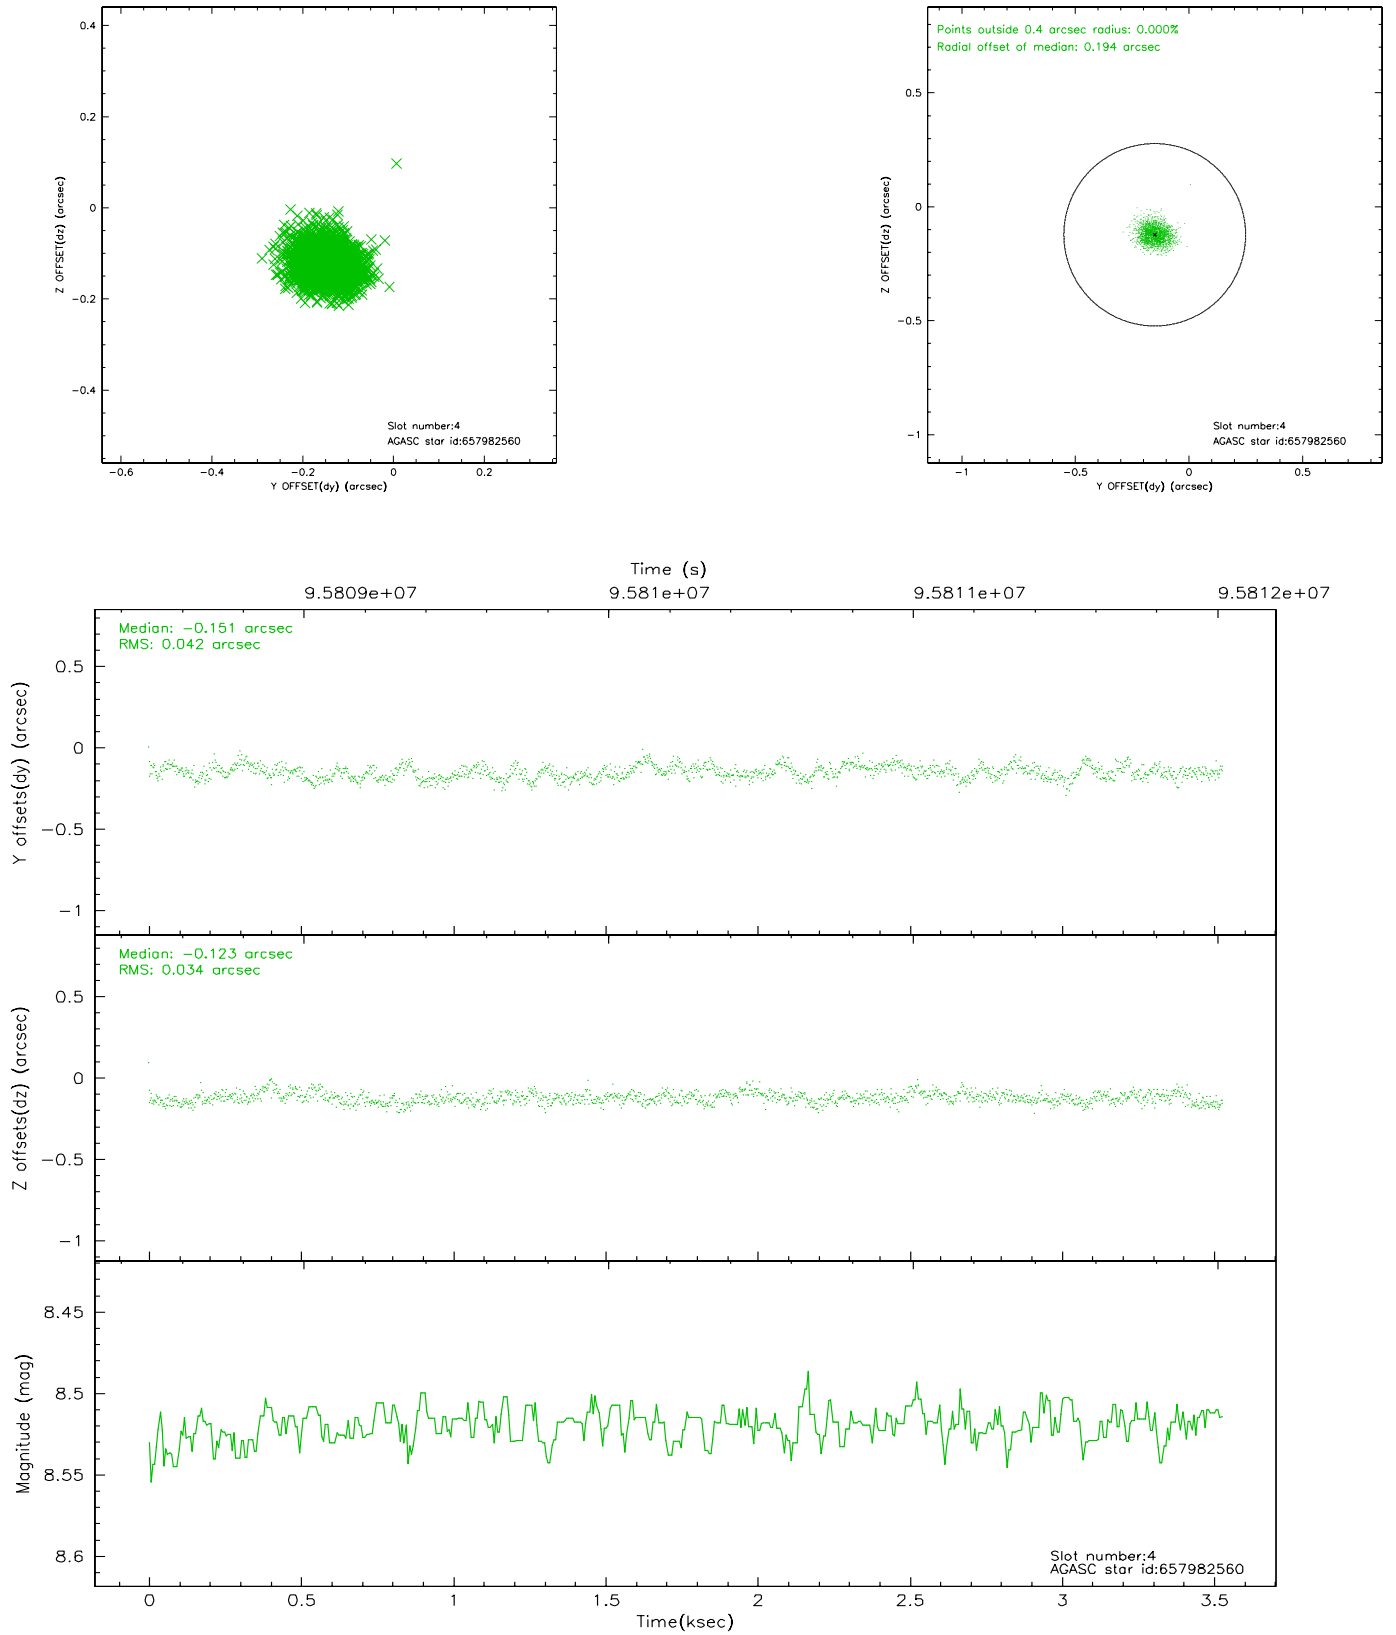 0.4
0.2
0
−0.2
−0.4
Z OFFSET(dz) (arcsec)
Slot number:4
AGASC star id:657982560
−0.6
−0.4
−0.2
0
0.2
Y OFFSET(dy) (arcsec)
Points outside 0.4 arcsec radius: 0.000%
Radial offset of median: 0.194 arcsec
0.5
0
−0.5
−1
Z OFFSET(dz) (arcsec)
Slot number:4
AGASC star id:657982560
−1
−0.5
0
0.5
Y OFFSET(dy) (arcsec)
Time (s)
9.5809e+07
9.581e+07
9.5811e+07
9.5812e+07
Median: −0.151 arcsec
RMS: 0.042 arcsec
0.5
0
−0.5
−1
Y offsets(dy) (arcsec)
Median: −0.123 arcsec
RMS: 0.034 arcsec
0.5
0
−0.5
−1
Z offsets(dz) (arcsec)
8.45
8.5
8.55
8.6
Magnitude (mag)
Slot number:4
AGASC star id:657982560
0
0.5
1
1.5
2
2.5
3
3.5
Time(ksec)